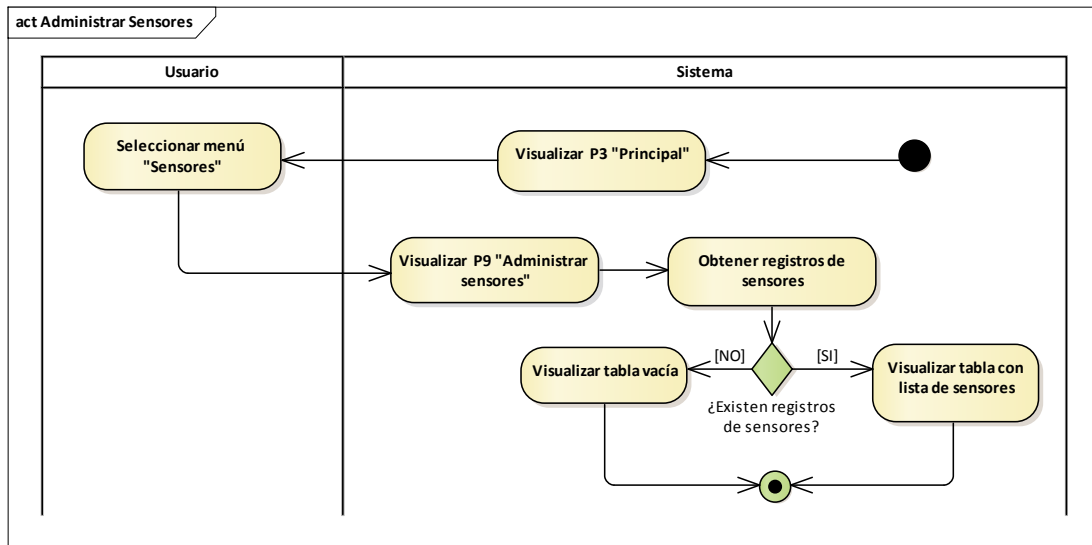 act Administrar Sensores
Usuario
Sistema
Seleccionar menú
"Sensores"
Visualizar P3 "Principal"
Visualizar P9 "Administrar
sensores"
Obtener registros de
sensores
[NO]
[SI]
Visualizar tabla vacía
Visualizar tabla con
lista de sensores
¿Existen registros
de sensores?